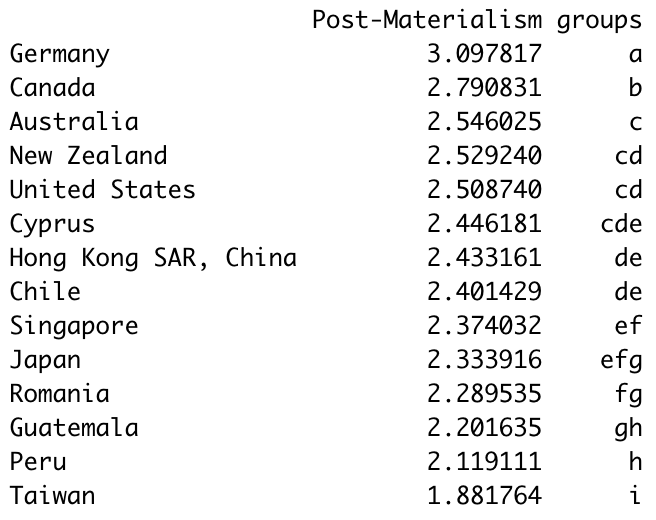 Post-Materialism groups
Germany 3.097817 a
Canada 2.790831 b
Australia 2.546025 c
New Zealand 2.529240 cd
United States 2.508740 cd
Cyprus 2.446181 cde
Hong Kong SAR, China 2.433161 de
Chile 2.401429 de
Singapore 2.374032 ef
Japan 2.333916 efg
Romania 2.289535 fg
Guatemala 2.201635 gh
Peru 2.119111 h
Taiwan 1.881764 i